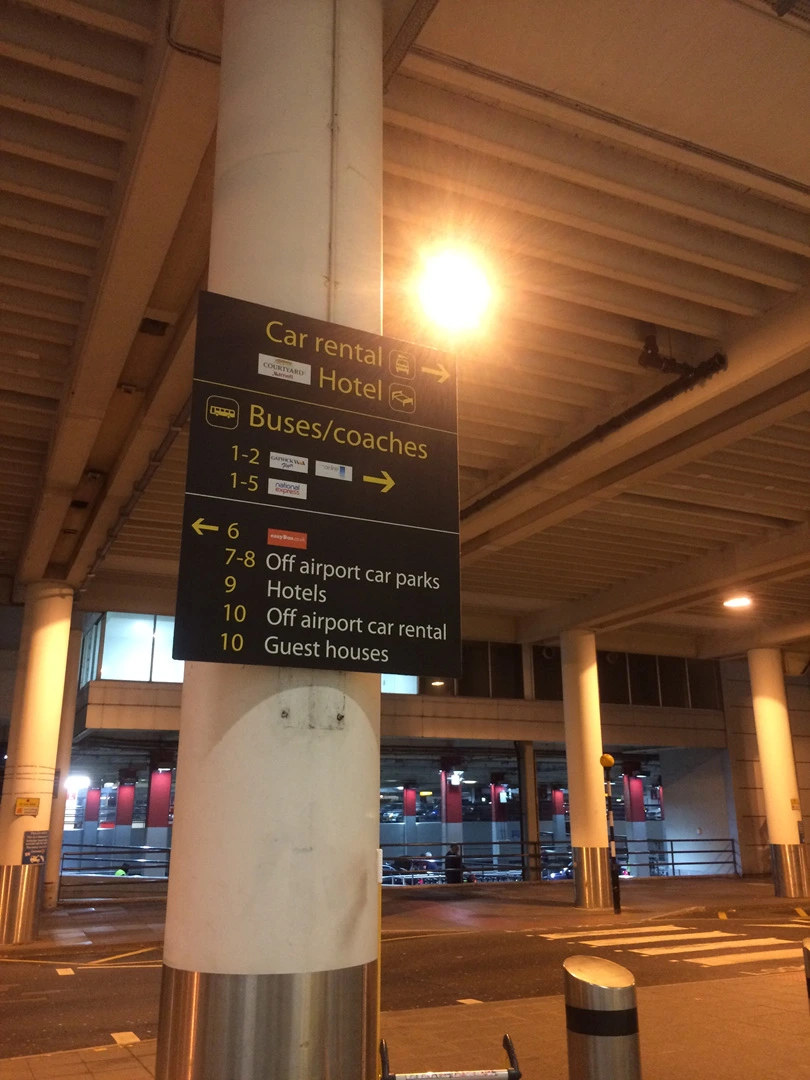 Car rental
COURTYARD
Marriott
Hotel
Buses/coaches
1-2
1-5 national express
6 easyBus.co.uk
7-8 Off airport car parks
9 Hotels
10 Off airport car rental
10 Guest houses